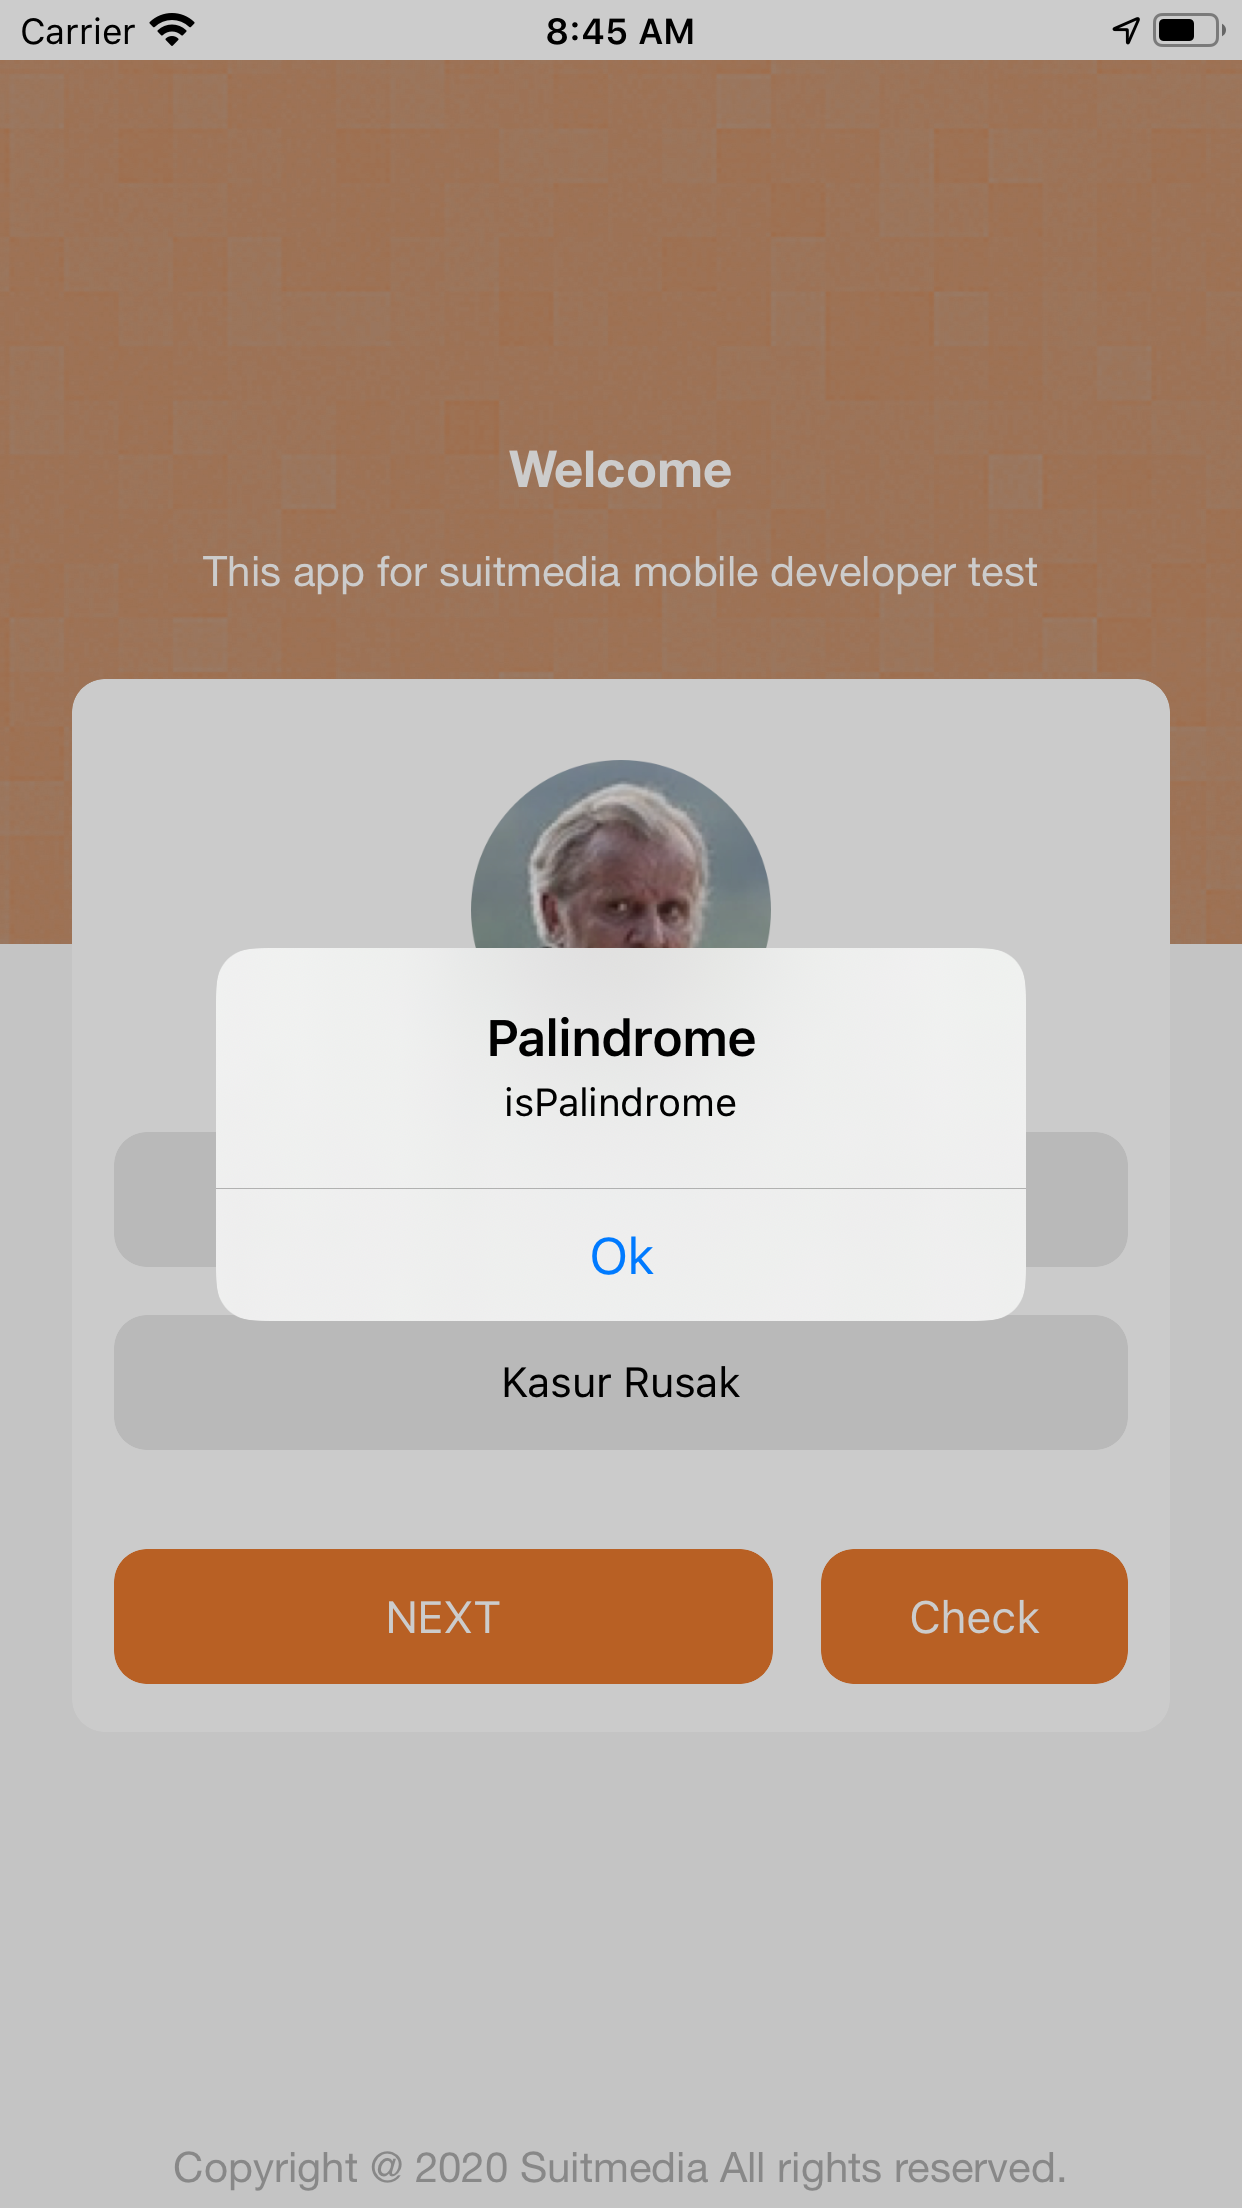 Carrier 8:45 AM
Welcome
This app for suitmedia mobile developer test
Palindrome
isPalindrome
Ok
Kasur Rusak
NEXT Check
Copyright @ 2020 Suitmedia All rights reserved.